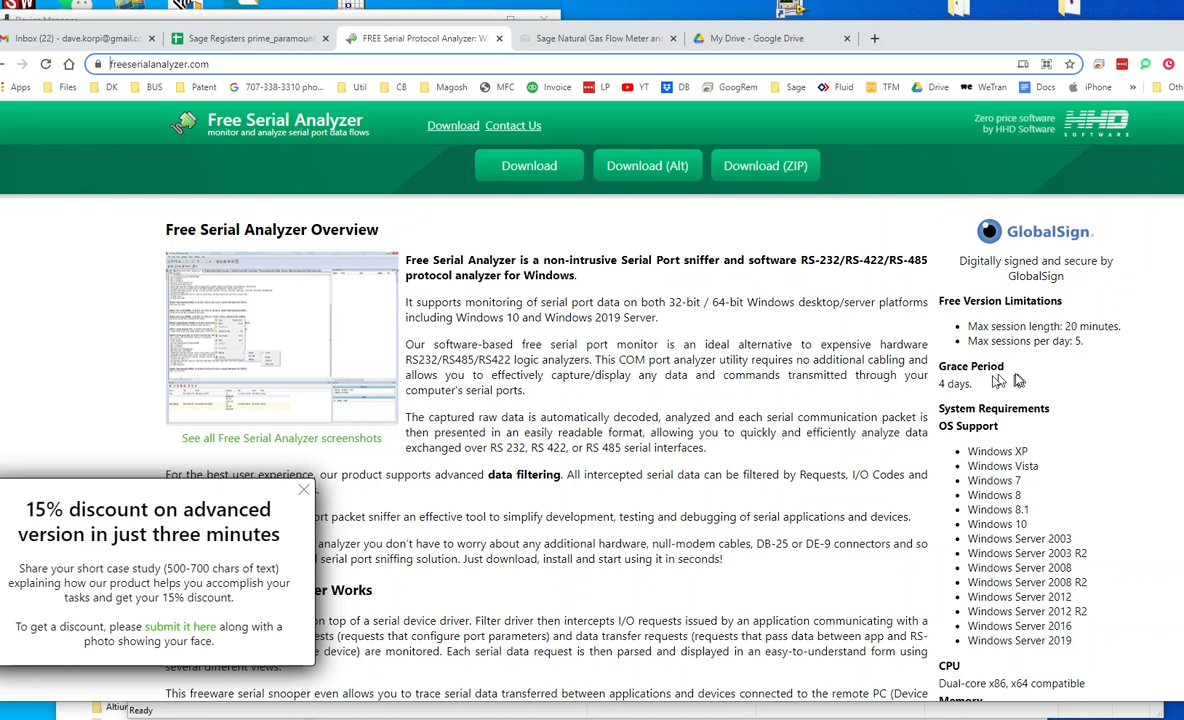 Inbox (22) - dave.korpi@gmail.co
Sage Registers prime_paramount
FREE Serial Protocol Analyzer: W
Sage Natural Gas Flow Meter and
My Drive - Google Drive
freeserialanalyzer.com
Apps
Files
DK
BUS
Patent
707-338-3310 pho...
Util
CB
Magosh
MFC
Invoice
LP
YT
DB
GoogRem
Sage
Fluid
TFM
Drive
WeTran
Docs
iPhone
»
Oth
Free Serial Analyzer
monitor and analyze serial port data flows
Download
Contact Us
Zero price software
by HHD Software
HHD
SOFTWARE
Download
Download (Alt)
Download (ZIP)
Free Serial Analyzer Overview
See all Free Serial Analyzer screenshots
Free Serial Analyzer is a non-intrusive Serial Port sniffer and software RS-232/RS-422/RS-485
protocol analyzer for Windows.
It supports monitoring of serial port data on both 32-bit / 64-bit Windows desktop/server platforms
including Windows 10 and Windows 2019 Server.
Our software-based free serial port monitor is an ideal alternative to expensive hardware
RS232/RS485/RS422 logic analyzers. This COM port analyzer utility requires no additional cabling and
allows you to effectively capture/display any data and commands transmitted through your
computer's serial ports.
The captured raw data is automatically decoded, analyzed and each serial communication packet is
then presented in an easily readable format, allowing you to quickly and efficiently analyze data
exchanged over RS 232, RS 422, or RS 485 serial interfaces.
For the best user experience, our product supports advanced data filtering. All intercepted serial data can be filtered by Requests, I/O Codes and
rt packet sniffer an effective tool to simplify development, testing and debugging of serial applications and devices.
analyzer you don't have to worry about any additional hardware, null-modem cables, DB-25 or DE-9 connectors and so
serial port sniffing solution. Just download, install and start using it in seconds!
er Works
on top of a serial device driver. Filter driver then intercepts I/O requests issued by an application communicating with a
ests (requests that configure port parameters) and data transfer requests (requests that pass data between app and RS-
e device) are monitored. Each serial data request is then parsed and displayed in an easy-to-understand form using
several different views.
This freeware serial snooper even allows you to trace serial data transferred between applications and devices connected to the remote PC (Device
GlobalSign.
Digitally signed and secure by
GlobalSign
Free Version Limitations
Max session length: 20 minutes.
Max sessions per day: 5.
Grace Period
4 days.
System Requirements
OS Support
Windows XP
Windows Vista
Windows 7
Windows 8
Windows 8.1
Windows 10
Windows Server 2003
Windows Server 2003 R2
Windows Server 2008
Windows Server 2008 R2
Windows Server 2012
Windows Server 2012 R2
Windows Server 2016
Windows Server 2019
CPU
Dual-core x86, x64 compatible
Memory
15% discount on advanced
version in just three minutes
Share your short case study (500-700 chars of text)
explaining how our product helps you accomplish your
tasks and get your 15% discount.
To get a discount, please submit it here along with a
photo showing your face.
Altiur
Ready